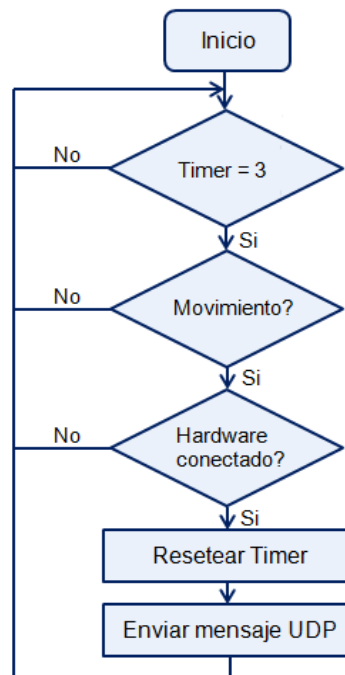 Inicio
No
Timer = 3
Si
No
Movimiento?
Si
No
Hardware
conectado?
Si
Resetear Timer
Enviar mensaje UDP